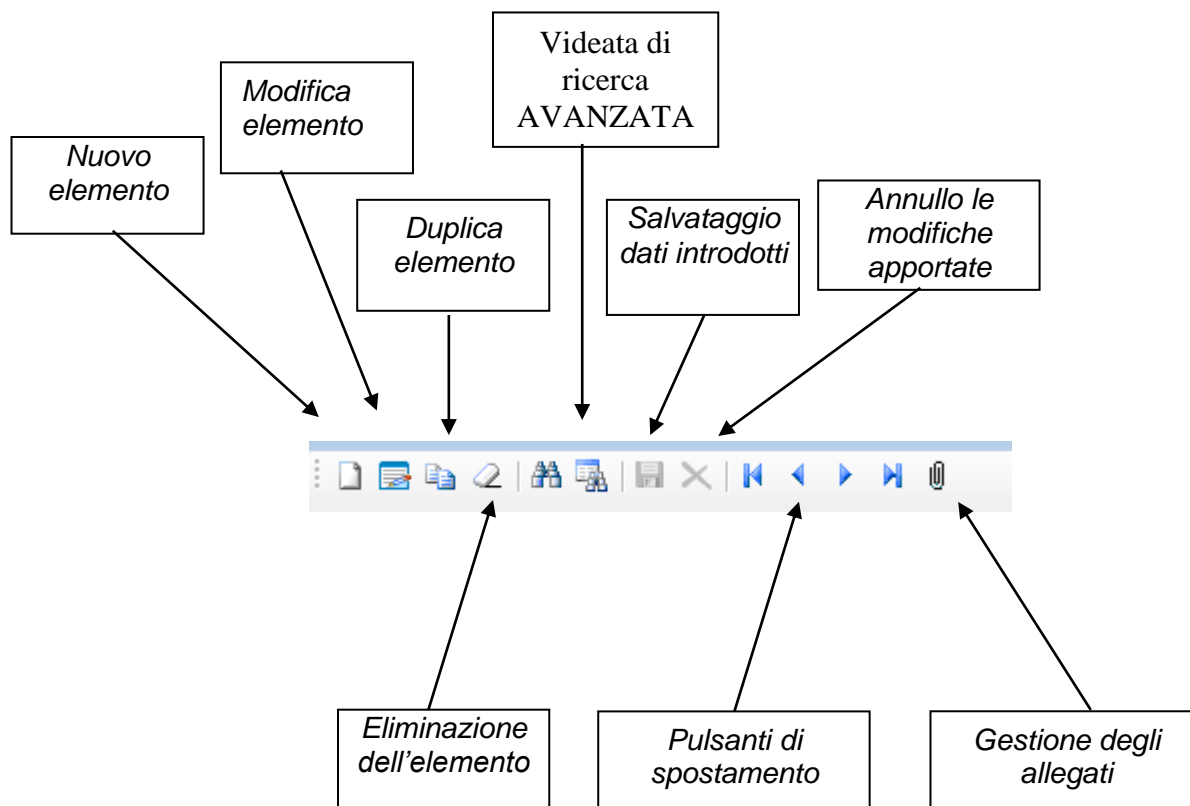 Videata di
ricerca
AVANZATA
Modifica
elemento
Nuovo
elemento
Duplica
elemento
Salvataggio
dati introdotti
Annullo le
modifiche
apportate
Eliminazione
dell’elemento
Pulsanti di
spostamento
Gestione degli
allegati